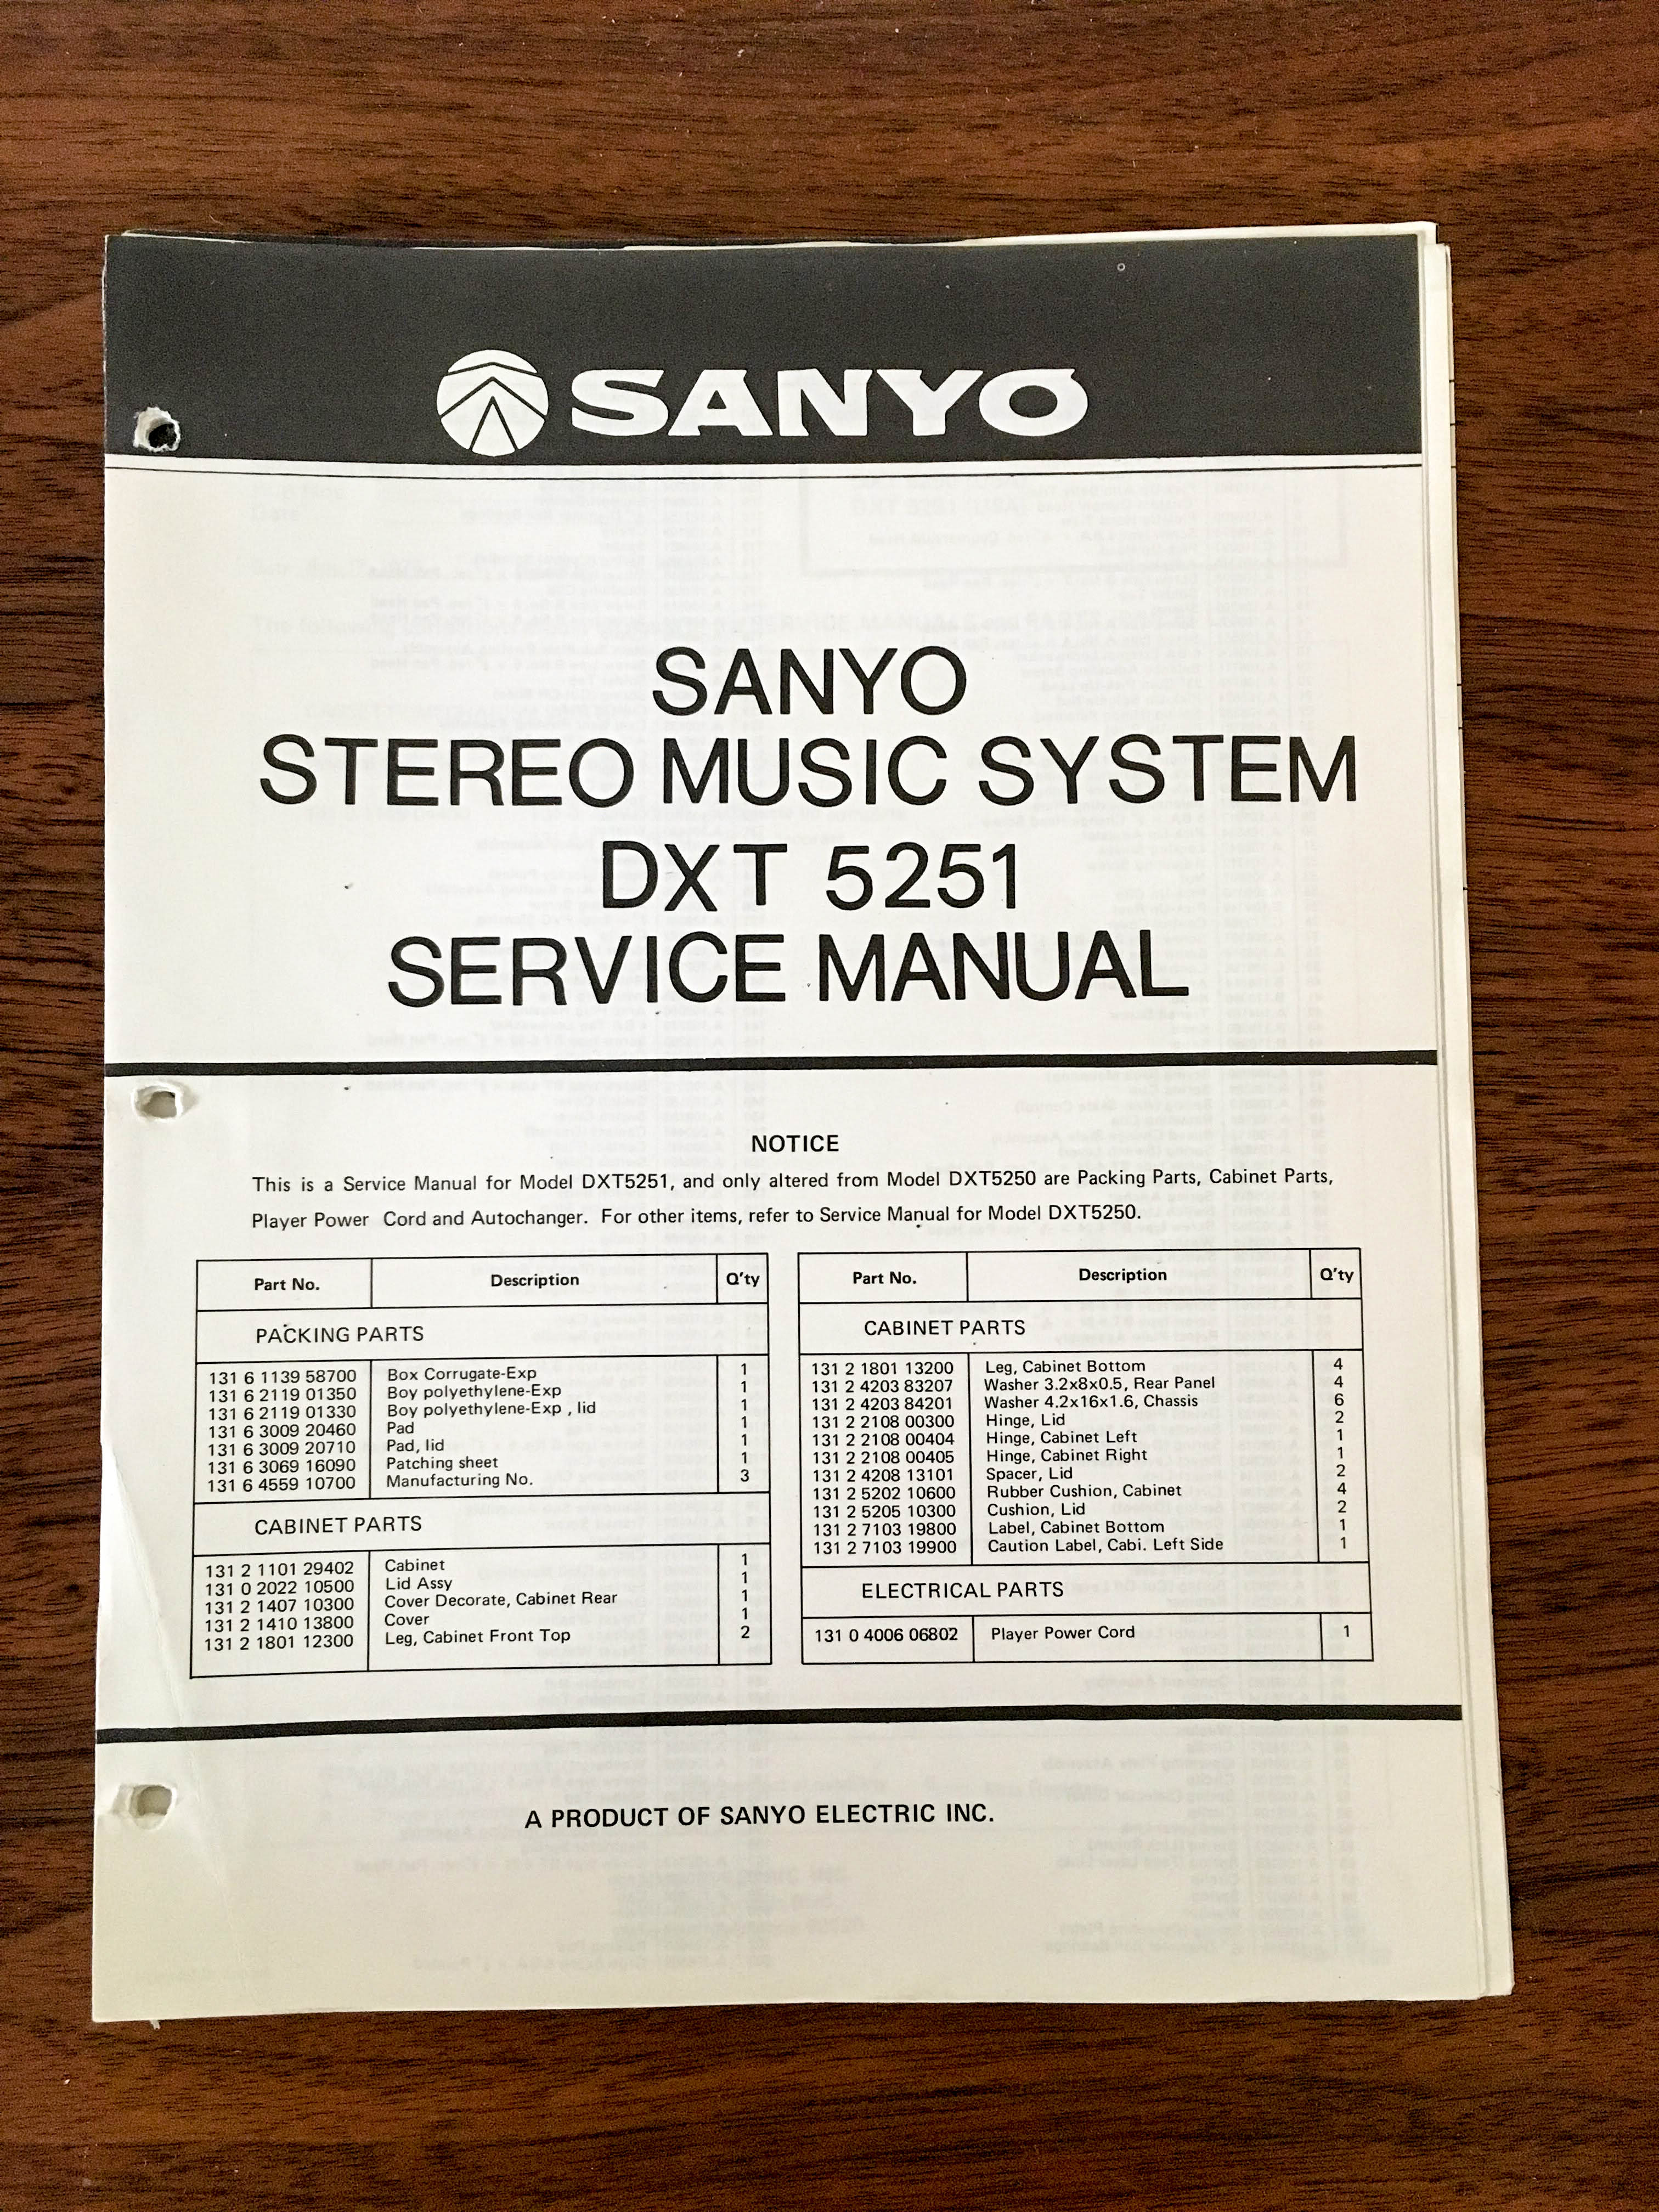 SANYO
SANYO
STEREO MUSIC SYSTEM
DXT 5251
SERVICE MANUAL
NOTICE
This is a Service Manual for Model DXT5251, and only altered from Model DXT5250 are Packing Parts, Cabinet Parts,
Player Power Cord and Autochanger. For other items, refer to Service Manual for Model DXT5250.
Part No. Description Q'ty
PACKING PARTS
131 6 1139 58700 Box Corrugate-Exp 1
131 6 2119 01350 Boy polyethylene-Exp 1
131 6 2119 01330 Boy polyethylene-Exp , lid 1
131 6 3009 20460 Pad 1
131 6 3009 20710 Pad, lid 1
131 6 3069 16090 Patching sheet 1
131 6 4559 10700 Manufacturing No. 3
CABINET PARTS
131 2 1101 29402 Cabinet 1
131 0 2022 10500 Lid Assy 1
131 2 1407 10300 Cover Decorate, Cabinet Rear 1
131 2 1410 13800 Cover 1
131 2 1801 12300 Leg, Cabinet Front Top 2
Part No. Description Q'ty
CABINET PARTS
131 2 1801 13200 Leg, Cabinet Bottom 4
131 2 4203 83207 Washer 3.2x8x0.5, Rear Panel 4
131 2 4203 84201 Washer 4.2x16x1.6, Chassis 6
131 2 2108 00300 Hinge, Lid 2
131 2 2108 00404 Hinge, Cabinet Left 1
131 2 2108 00405 Hinge, Cabinet Right 1
131 2 4208 13101 Spacer, Lid 2
131 2 5202 10600 Rubber Cushion, Cabinet 4
131 2 5205 10300 Cushion, Lid 2
131 2 7103 19800 Label, Cabinet Bottom 1
131 2 7103 19900 Caution Label, Cabi. Left Side 1
ELECTRICAL PARTS
131 0 4006 06802 Player Power Cord 1
A PRODUCT OF SANYO ELECTRIC INC.